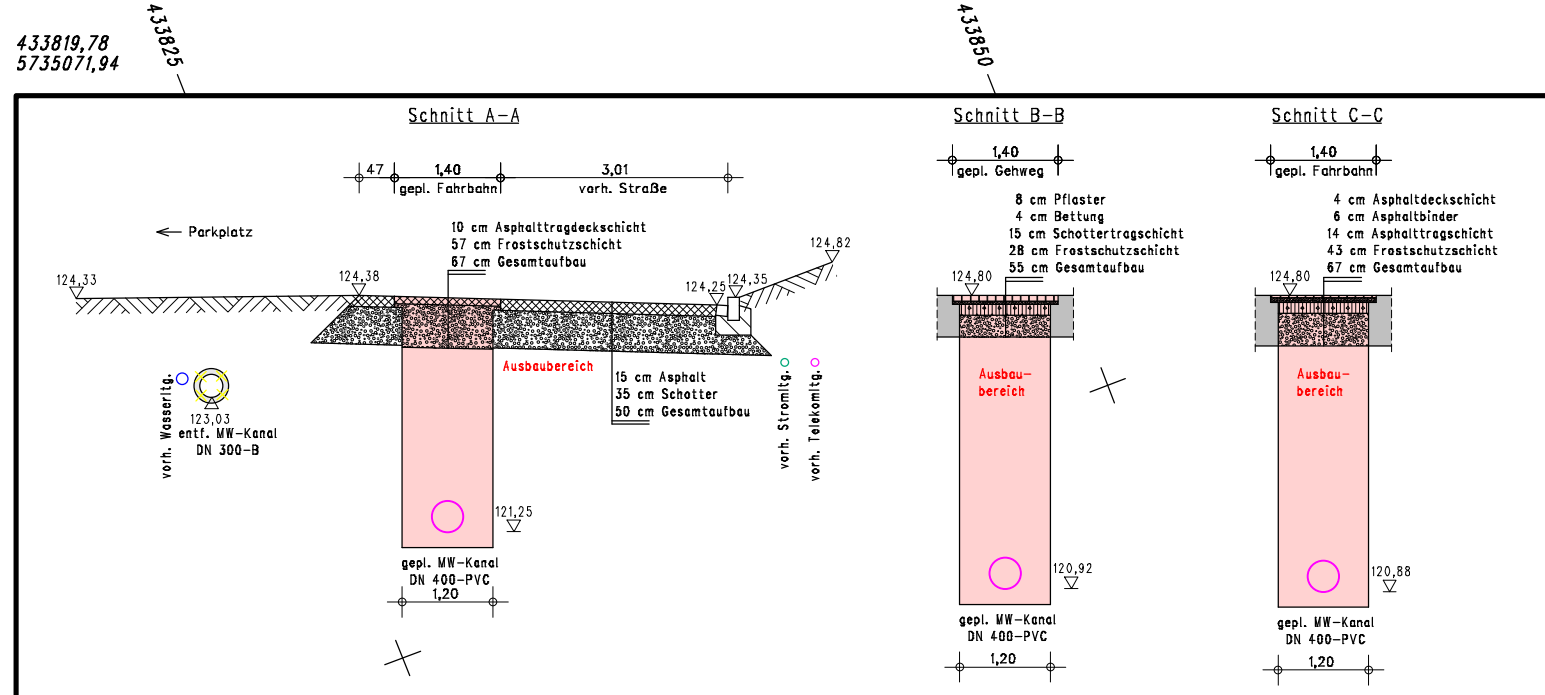 433819,78
5735071,94
433825
433850
Schnitt A-A
47
1,40
3,01
gepl. Fahrbahn
vorh. Straße
10 cm Asphalttragdeckschicht
57 cm Frostschutzschicht
67 cm Gesamtaufbau
Parkplatz
124,33
124,38
124,25
124,35
124,82
Ausbaubereich
15 cm Asphalt
35 cm Schotter
50 cm Gesamtaufbau
vorh. Wasserltg.
123,03
entf. MW-Kanal
DN 300-B
vorh. Stromltg.
vorh. Telekomltg.
121,25
gepl. MW-Kanal
DN 400-PVC
1,20
Schnitt B-B
1,40
gepl. Gehweg
8 cm Pflaster
4 cm Bettung
15 cm Schottertragschicht
28 cm Frostschutzschicht
55 cm Gesamtaufbau
124,80
Ausbau-
bereich
120,92
gepl. MW-Kanal
DN 400-PVC
1,20
Schnitt C-C
1,40
gepl. Fahrbahn
4 cm Asphaltdeckschicht
6 cm Asphaltbinder
14 cm Asphalttragschicht
43 cm Frostschutzschicht
67 cm Gesamtaufbau
124,80
Ausbau-
bereich
120,88
gepl. MW-Kanal
DN 400-PVC
1,20